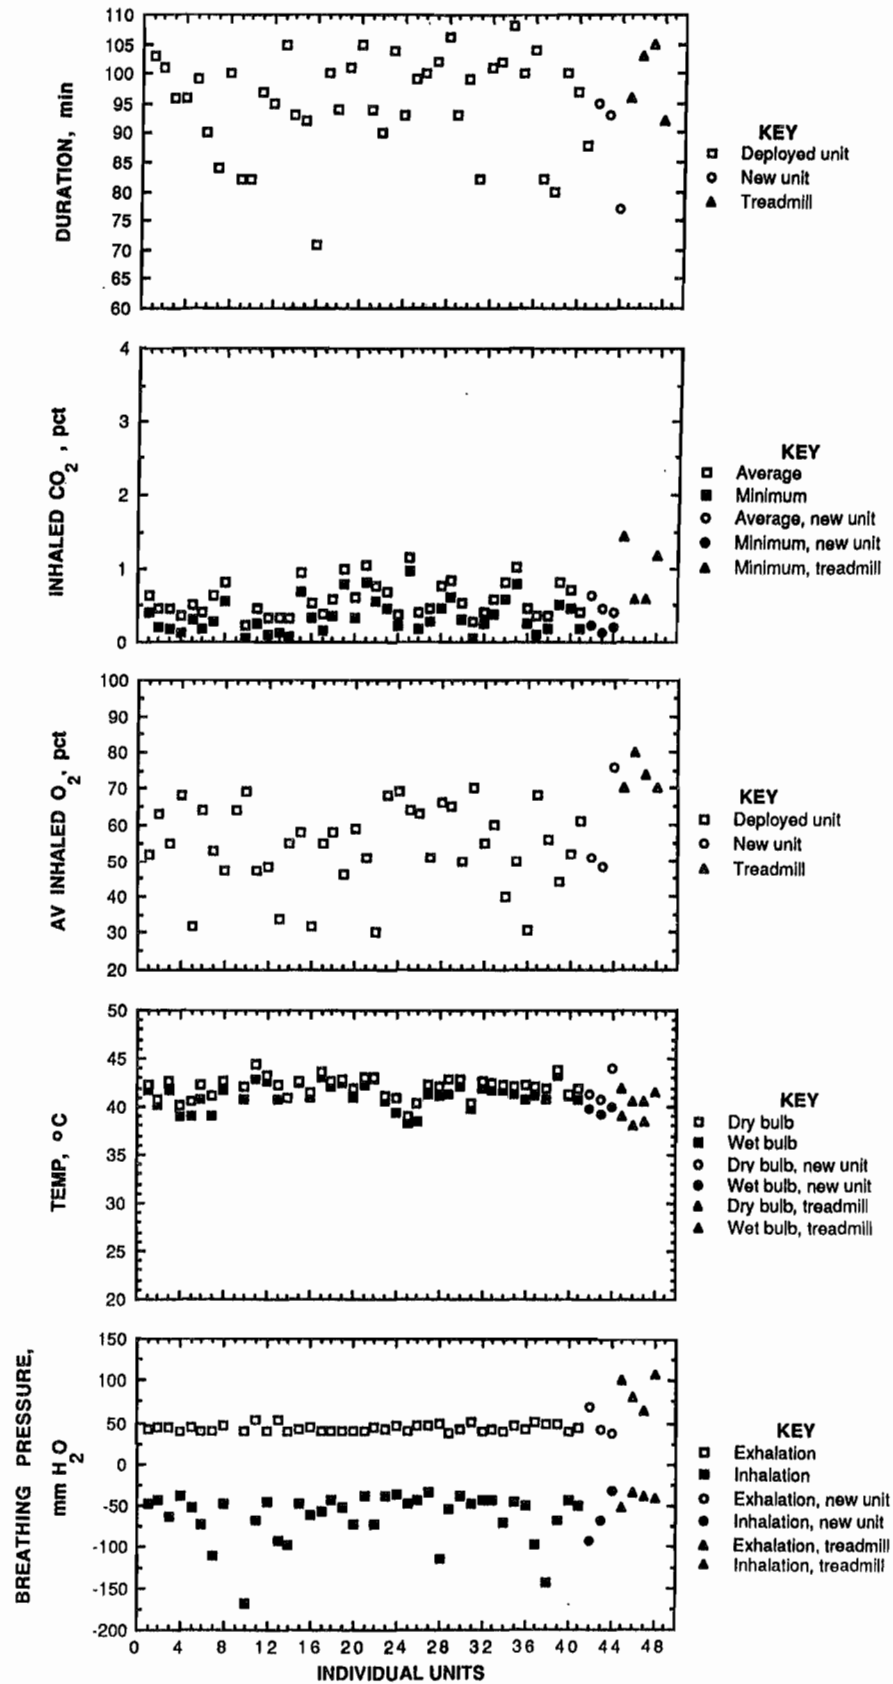 110
105
100
95
90
85
80
75
70
65
60
DURATION, min
KEY
Deployed unit
New unit
Treadmill
4
3
2
1
0
INHALED CO2, pct
KEY
Average
Minimum
Average, new unit
Minimum, new unit
Minimum, treadmill
100
90
80
70
60
50
40
30
20
AV INHALED O2, pct
KEY
Deployed unit
New unit
Treadmill
50
45
40
35
30
25
20
TEMP, °C
KEY
Dry bulb
Wet bulb
Dry bulb, new unit
Wet bulb, new unit
Dry bulb, treadmill
Wet bulb, treadmill
150
100
50
0
-50
-100
-150
-200
BREATHING PRESSURE,
mm H2O
KEY
Exhalation
Inhalation
Exhalation, new unit
Inhalation, new unit
Exhalation, treadmill
Inhalation, treadmill
0 4 8 12 16 20 24 28 32 36 40 44 48
INDIVIDUAL UNITS